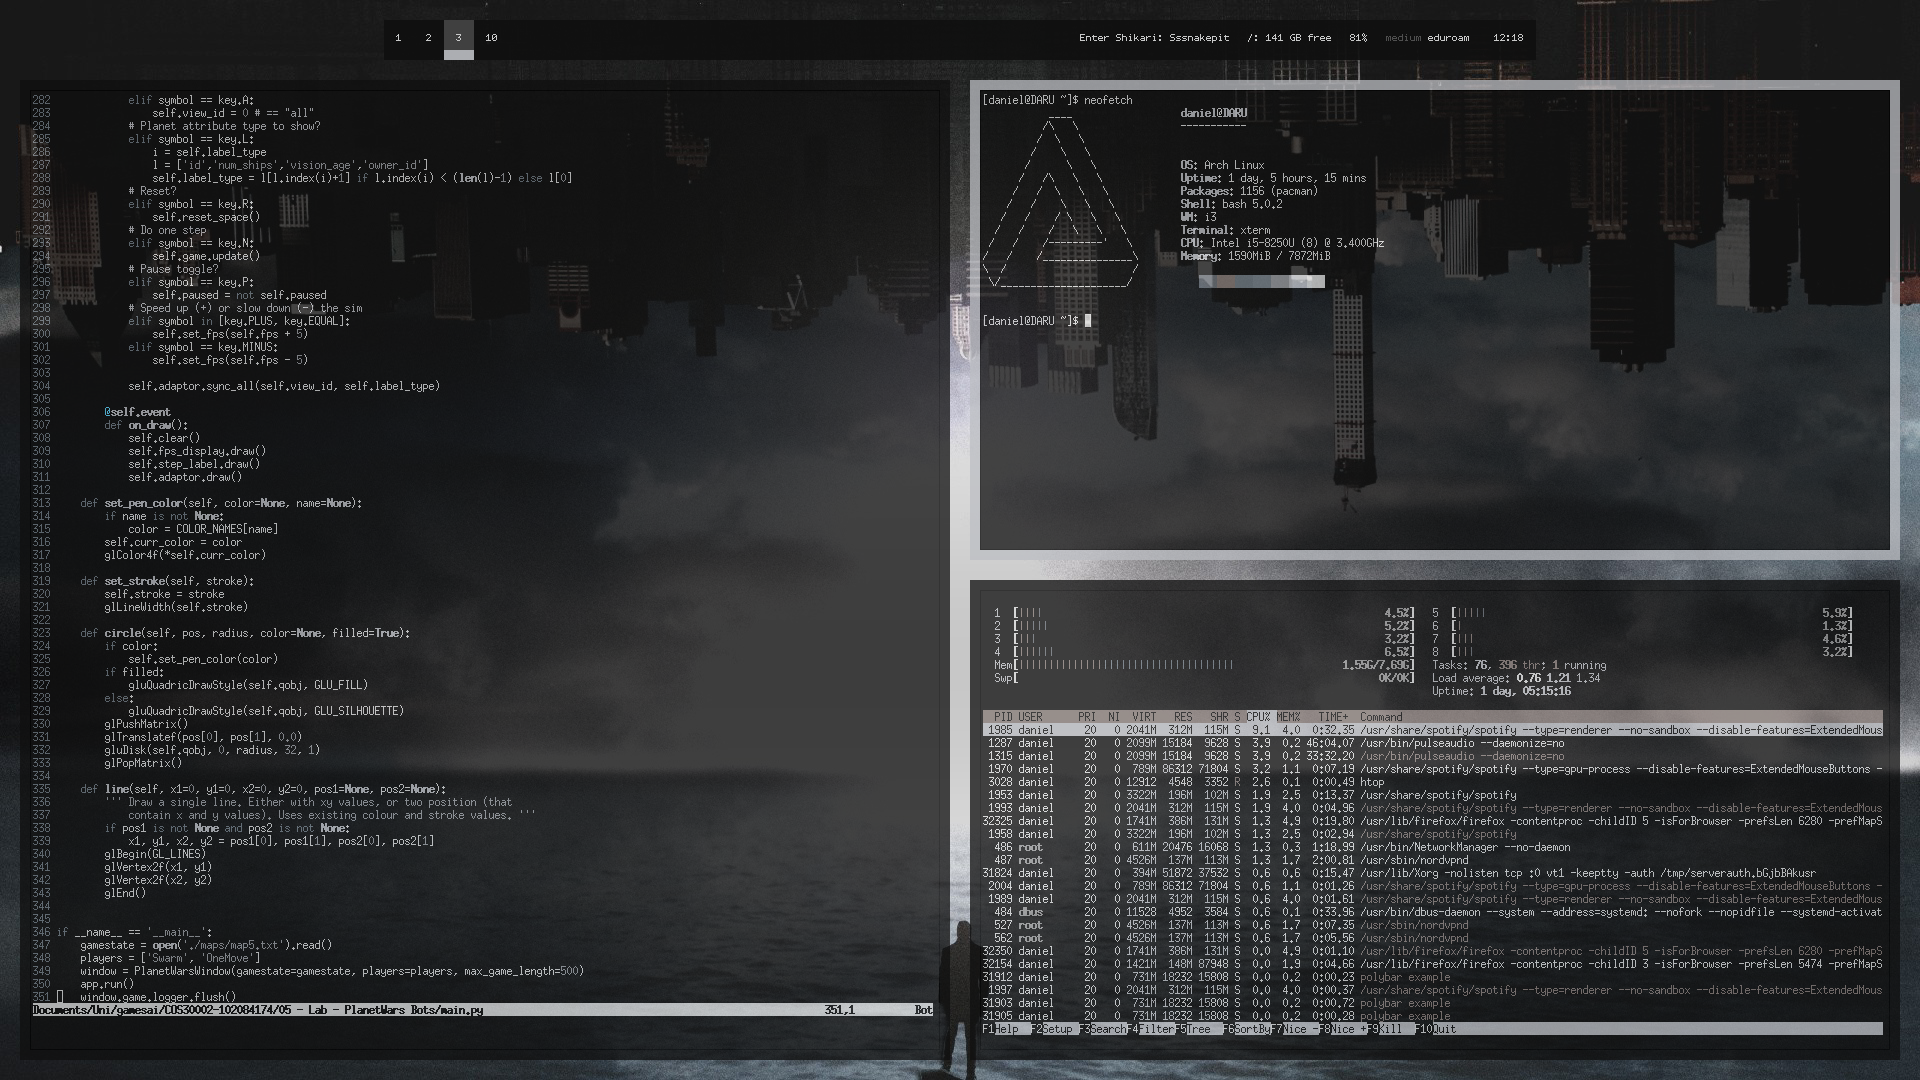 1 2 3 10 Enter Shikari: Sssnakepit /: 141 GB free 81% medium eduroam 12:18
282 elif symbol == key.A:
283 self.view_id = 0 # == "all"
284 # Planet attribute type to show?
285 elif symbol == key.L:
286 i = self.label_type
287 l = ['id','num_ships','vision_age','owner_id']
288 self.label_type = l[l.index(i)+1] if l.index(i) < (len(l)-1) else l[0]
289 # Reset?
290 elif symbol == key.R:
291 self.reset_space()
292 # Do one step
293 elif symbol == key.N:
294 self.game.update()
295 # Pause toggle?
296 elif symbol == key.P:
297 self.paused = not self.paused
298 # Speed up (+) or slow down (-) the sim
299 elif symbol in [key.PLUS, key.EQUAL]:
300 self.set_fps(self.fps + 5)
301 elif symbol == key.MINUS:
302 self.set_fps(self.fps - 5)
303
304 self.adaptor.sync_all(self.view_id, self.label_type)
305
306 @self.event
307 def on_draw():
308 self.clear()
309 self.fps_display.draw()
310 self.step_label.draw()
311 self.adaptor.draw()
312
313 def set_pen_color(self, color=None, name=None):
314 if name is not None:
315 color = COLOR_NAMES[name]
316 self.curr_color = color
317 glColor4f(*self.curr_color)
318
319 def set_stroke(self, stroke):
320 self.stroke = stroke
321 glLineWidth(self.stroke)
322
323 def circle(self, pos, radius, color=None, filled=True):
324 if color:
325 self.set_pen_color(color)
326 if filled:
327 gluQuadricDrawStyle(self.qobj, GLU_FILL)
328 else:
329 gluQuadricDrawStyle(self.qobj, GLU_SILHOUETTE)
330 glPushMatrix()
331 glTranslatef(pos[0], pos[1], 0.0)
332 gluDisk(self.qobj, 0, radius, 32, 1)
333 glPopMatrix()
334
335 def line(self, x1=0, y1=0, x2=0, y2=0, pos1=None, pos2=None):
336 ''' Draw a single line. Either with xy values, or two position (that
337 contain x and y values). Uses existing colour and stroke values. '''
338 if pos1 is not None and pos2 is not None:
339 x1, y1, x2, y2 = pos1[0], pos1[1], pos2[0], pos2[1]
340 glBegin(GL_LINES)
341 glVertex2f(x1, y1)
342 glVertex2f(x2, y2)
343 glEnd()
344
345
346 if __name__ == '__main__':
347 gamestate = open('./maps/map5.txt').read()
348 players = ['Swarm', 'OneMove']
349 window = PlanetWarsWindow(gamestate=gamestate, players=players, max_game_length=500)
350 app.run()
351 window.game.logger.flush()
Documents/Uni/gamesai/COS30002-102084174/05 - Lab - PlanetWars Bots/main.py 351,1 Bot
[daniel@DARU ~]$ neofetch
daniel@DARU
-----------
OS: Arch Linux
Uptime: 1 day, 5 hours, 15 mins
Packages: 1156 (pacman)
Shell: bash 5.0.2
WM: i3
Terminal: xterm
CPU: Intel i5-8250U (8) @ 3.400GHz
Memory: 1590MiB / 7872MiB
[daniel@DARU ~]$
1 [|||| 4.5%] 5 [||||| 5.9%]
2 [||||| 5.2%] 6 [| 1.3%]
3 [||| 3.2%] 7 [||| 4.6%]
4 [|||||| 6.5%] 8 [||| 3.2%]
Mem[|||||||||||||||||||||||||||||||||||| 1.55G/7.69G] Tasks: 76, 396 thr; 1 running
Swp[ 0K/0K] Load average: 0.76 1.21 1.34
Uptime: 1 day, 05:15:16
PID USER PRI NI VIRT RES SHR S CPU% MEM% TIME+ Command
1985 daniel 20 0 2041M 312M 115M S 9.1 4.0 0:32.35 /usr/share/spotify/spotify --type=renderer --no-sandbox --disable-features=ExtendedMous
1287 daniel 20 0 2099M 15184 9628 S 3.9 0.2 46:04.07 /usr/bin/pulseaudio --daemonize=no
1315 daniel 20 0 2099M 15184 9628 S 3.9 0.2 33:32.20 /usr/bin/pulseaudio --daemonize=no
1970 daniel 20 0 789M 86312 71804 S 3.2 1.1 0:07.19 /usr/share/spotify/spotify --type=gpu-process --disable-features=ExtendedMouseButtons -
3028 daniel 20 0 12912 4548 3352 R 2.6 0.1 0:00.49 htop
1953 daniel 20 0 3322M 196M 102M S 1.9 2.5 0:13.37 /usr/share/spotify/spotify
1993 daniel 20 0 2041M 312M 115M S 1.9 4.0 0:04.96 /usr/share/spotify/spotify --type=renderer --no-sandbox --disable-features=ExtendedMous
32325 daniel 20 0 1741M 386M 131M S 1.3 4.9 0:19.80 /usr/lib/firefox/firefox -contentproc -childID 5 -isForBrowser -prefsLen 6280 -prefMapS
1958 daniel 20 0 3322M 196M 102M S 1.3 2.5 0:02.94 /usr/share/spotify/spotify
486 root 20 0 611M 20476 16068 S 1.3 0.3 1:18.99 /usr/bin/NetworkManager --no-daemon
487 root 20 0 4526M 137M 113M S 1.3 1.7 2:00.81 /usr/sbin/nordvpnd
31824 daniel 20 0 394M 51872 37532 S 0.6 0.6 0:15.47 /usr/lib/Xorg -nolisten tcp :0 vt1 -keeptty -auth /tmp/serverauth.bGjbBAkusr
2004 daniel 20 0 789M 86312 71804 S 0.6 1.1 0:01.26 /usr/share/spotify/spotify --type=gpu-process --disable-features=ExtendedMouseButtons -
1989 daniel 20 0 2041M 312M 115M S 0.6 4.0 0:01.61 /usr/share/spotify/spotify --type=renderer --no-sandbox --disable-features=ExtendedMous
484 dbus 20 0 11528 4952 3584 S 0.6 0.1 0:33.96 /usr/bin/dbus-daemon --system --address=systemd: --nofork --nopidfile --systemd-activat
527 root 20 0 4526M 137M 113M S 0.6 1.7 0:07.35 /usr/sbin/nordvpnd
562 root 20 0 4526M 137M 113M S 0.0 1.7 0:05.56 /usr/sbin/nordvpnd
32350 daniel 20 0 1741M 386M 131M S 0.0 4.9 0:01.10 /usr/lib/firefox/firefox -contentproc -childID 5 -isForBrowser -prefsLen 6280 -prefMapS
32154 daniel 20 0 1421M 148M 87948 S 0.0 1.9 0:04.66 /usr/lib/firefox/firefox -contentproc -childID 3 -isForBrowser -prefsLen 5474 -prefMapS
31912 daniel 20 0 731M 18232 15808 S 0.0 0.2 0:00.23 polybar example
1997 daniel 20 0 2041M 312M 115M S 0.0 4.0 0:00.37 /usr/share/spotify/spotify --type=renderer --no-sandbox --disable-features=ExtendedMous
31903 daniel 20 0 731M 18232 15808 S 0.0 0.2 0:00.72 polybar example
31905 daniel 20 0 731M 18232 15808 S 0.0 0.2 0:00.28 polybar example
F1Help F2Setup F3SearchF4FilterF5Tree F6SortByF7Nice -F8Nice +F9Kill F10Quit